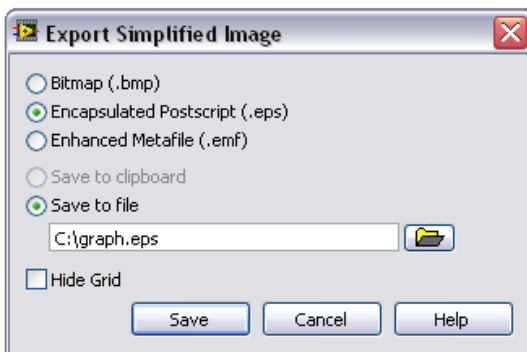 Export Simplified Image
Bitmap (.bmp)
Encapsulated Postscript (.eps)
Enhanced Metafile (.emf)
Save to clipboard
Save to file
C:\graph.eps
Hide Grid
Save Cancel Help